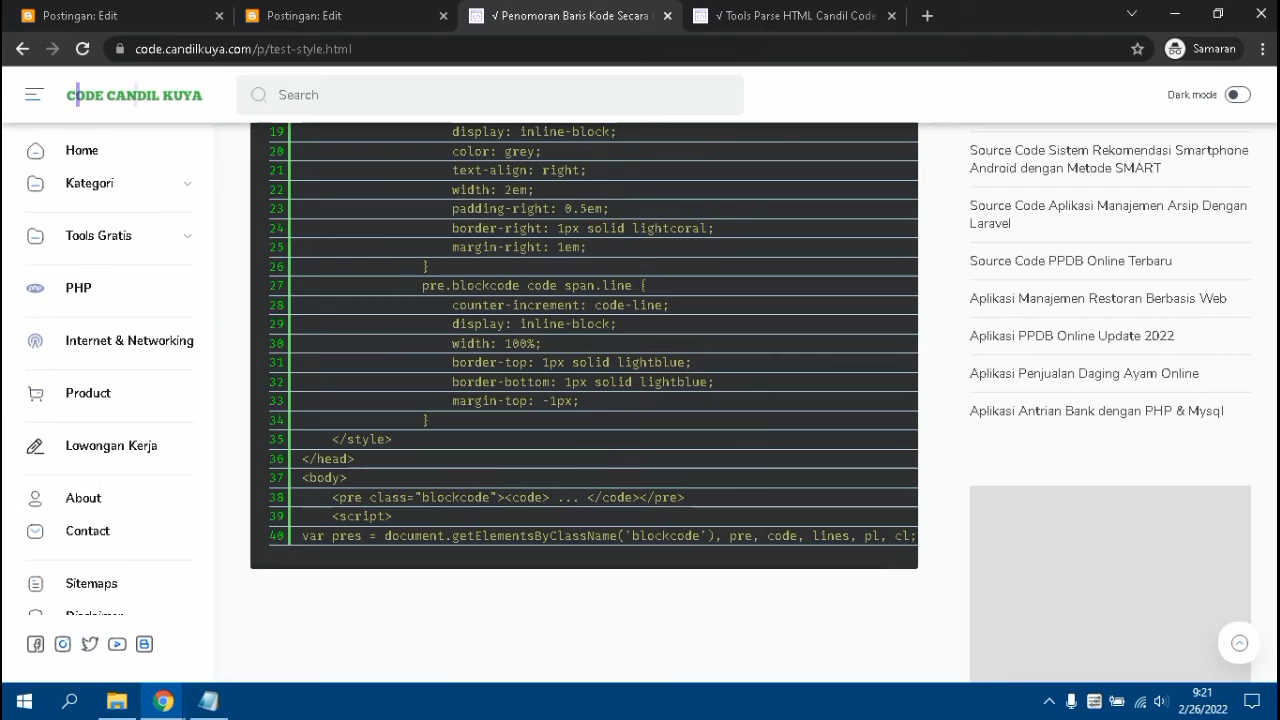 Postingan: Edit
Postingan: Edit
√ Penomoran Baris Kode Secara
√ Tools Parse HTML Candil Code
code.candilkuya.com/p/test-style.html
Samaran
CODE CANDIL KUYA
Search
Dark mode
Home
Kategori
Tools Gratis
PHP
Internet & Networking
Product
Lowongan Kerja
About
Contact
Sitemaps
Disclaimer
19 display: inline-block;
20 color: grey;
21 text-align: right;
22 width: 2em;
23 padding-right: 0.5em;
24 border-right: 1px solid lightcoral;
25 margin-right: 1em;
26 }
27 pre.blockcode code span.line {
28 counter-increment: code-line;
29 display: inline-block;
30 width: 100%;
31 border-top: 1px solid lightblue;
32 border-bottom: 1px solid lightblue;
33 margin-top: -1px;
34 }
35 </style>
36 </head>
37 <body>
38 <pre class="blockcode"><code> ... </code></pre>
39 <script>
40 var pres = document.getElementsByClassName('blockcode'), pre, code, lines, pl, cl;
Source Code Sistem Rekomendasi Smartphone
Android dengan Metode SMART
Source Code Aplikasi Manajemen Arsip Dengan
Laravel
Source Code PPDB Online Terbaru
Aplikasi Manajemen Restoran Berbasis Web
Aplikasi PPDB Online Update 2022
Aplikasi Penjualan Daging Ayam Online
Aplikasi Antrian Bank dengan PHP & Mysql
9:21
2/26/2022